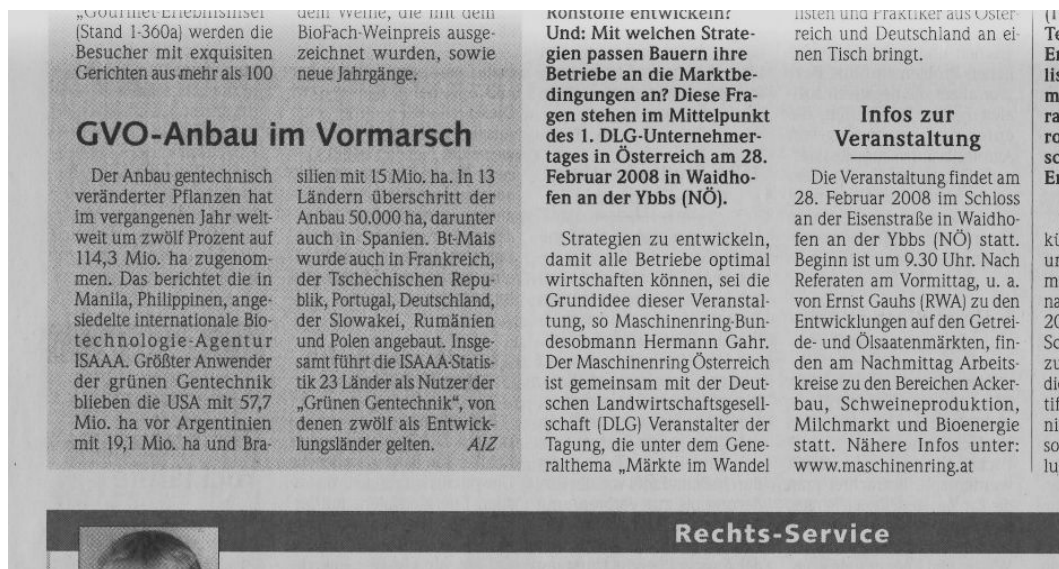 „Gourmet-Erlebnisinsel“
(Stand 1-360a) werden die
Besucher mit exquisiten
Gerichten aus mehr als 100
dem Weine, die mit dem
BioFach-Weinpreis ausge-
zeichnet wurden, sowie
neue Jahrgänge.
GVO-Anbau im Vormarsch
Der Anbau gentechnisch
veränderter Pflanzen hat
im vergangenen Jahr welt-
weit um zwölf Prozent auf
114,3 Mio. ha zugenom-
men. Das berichtet die in
Manila, Philippinen, ange-
siedelte internationale Bio-
technologie-Agentur
ISAAA. Größter Anwender
der grünen Gentechnik
blieben die USA mit 57,7
Mio. ha vor Argentinien
mit 19,1 Mio. ha und Bra-
silien mit 15 Mio. ha. In 13
Ländern überschritt der
Anbau 50.000 ha, darunter
auch in Spanien. Bt-Mais
wurde auch in Frankreich,
der Tschechischen Repu-
blik, Portugal, Deutschland,
der Slowakei, Rumänien
und Polen angebaut. Insge-
samt führt die ISAAA-Statis-
tik 23 Länder als Nutzer der
„Grünen Gentechnik“, von
denen zwölf als Entwick-
lungsländer gelten. AIZ
Rohstoffe entwickeln?
Und: Mit welchen Strate-
gien passen Bauern ihre
Betriebe an die Marktbe-
dingungen an? Diese Fra-
gen stehen im Mittelpunkt
des 1. DLG-Unternehmer-
tages in Österreich am 28.
Februar 2008 in Waidho-
fen an der Ybbs (NÖ).
Strategien zu entwickeln,
damit alle Betriebe optimal
wirtschaften können, sei die
Grundidee dieser Veranstal-
tung, so Maschinenring-Bun-
desobmann Hermann Gahr.
Der Maschinenring Österreich
ist gemeinsam mit der Deut-
schen Landwirtschaftsgesell-
schaft (DLG) Veranstalter der
Tagung, die unter dem Gene-
ralthema „Märkte im Wandel
listen und Praktiker aus Öster-
reich und Deutschland an ei-
nen Tisch bringt.
Infos zur
Veranstaltung
Die Veranstaltung findet am
28. Februar 2008 im Schloss
an der Eisenstraße in Waidho-
fen an der Ybbs (NÖ) statt.
Beginn ist um 9.30 Uhr. Nach
Referaten am Vormittag, u. a.
von Ernst Gauhs (RWA) zu den
Entwicklungen auf den Getrei-
de- und Ölsaatenmärkten, fin-
den am Nachmittag Arbeits-
kreise zu den Bereichen Acker-
bau, Schweineproduktion,
Milchmarkt und Bioenergie
statt. Nähere Infos unter:
www.maschinenring.at
Rechts-Service